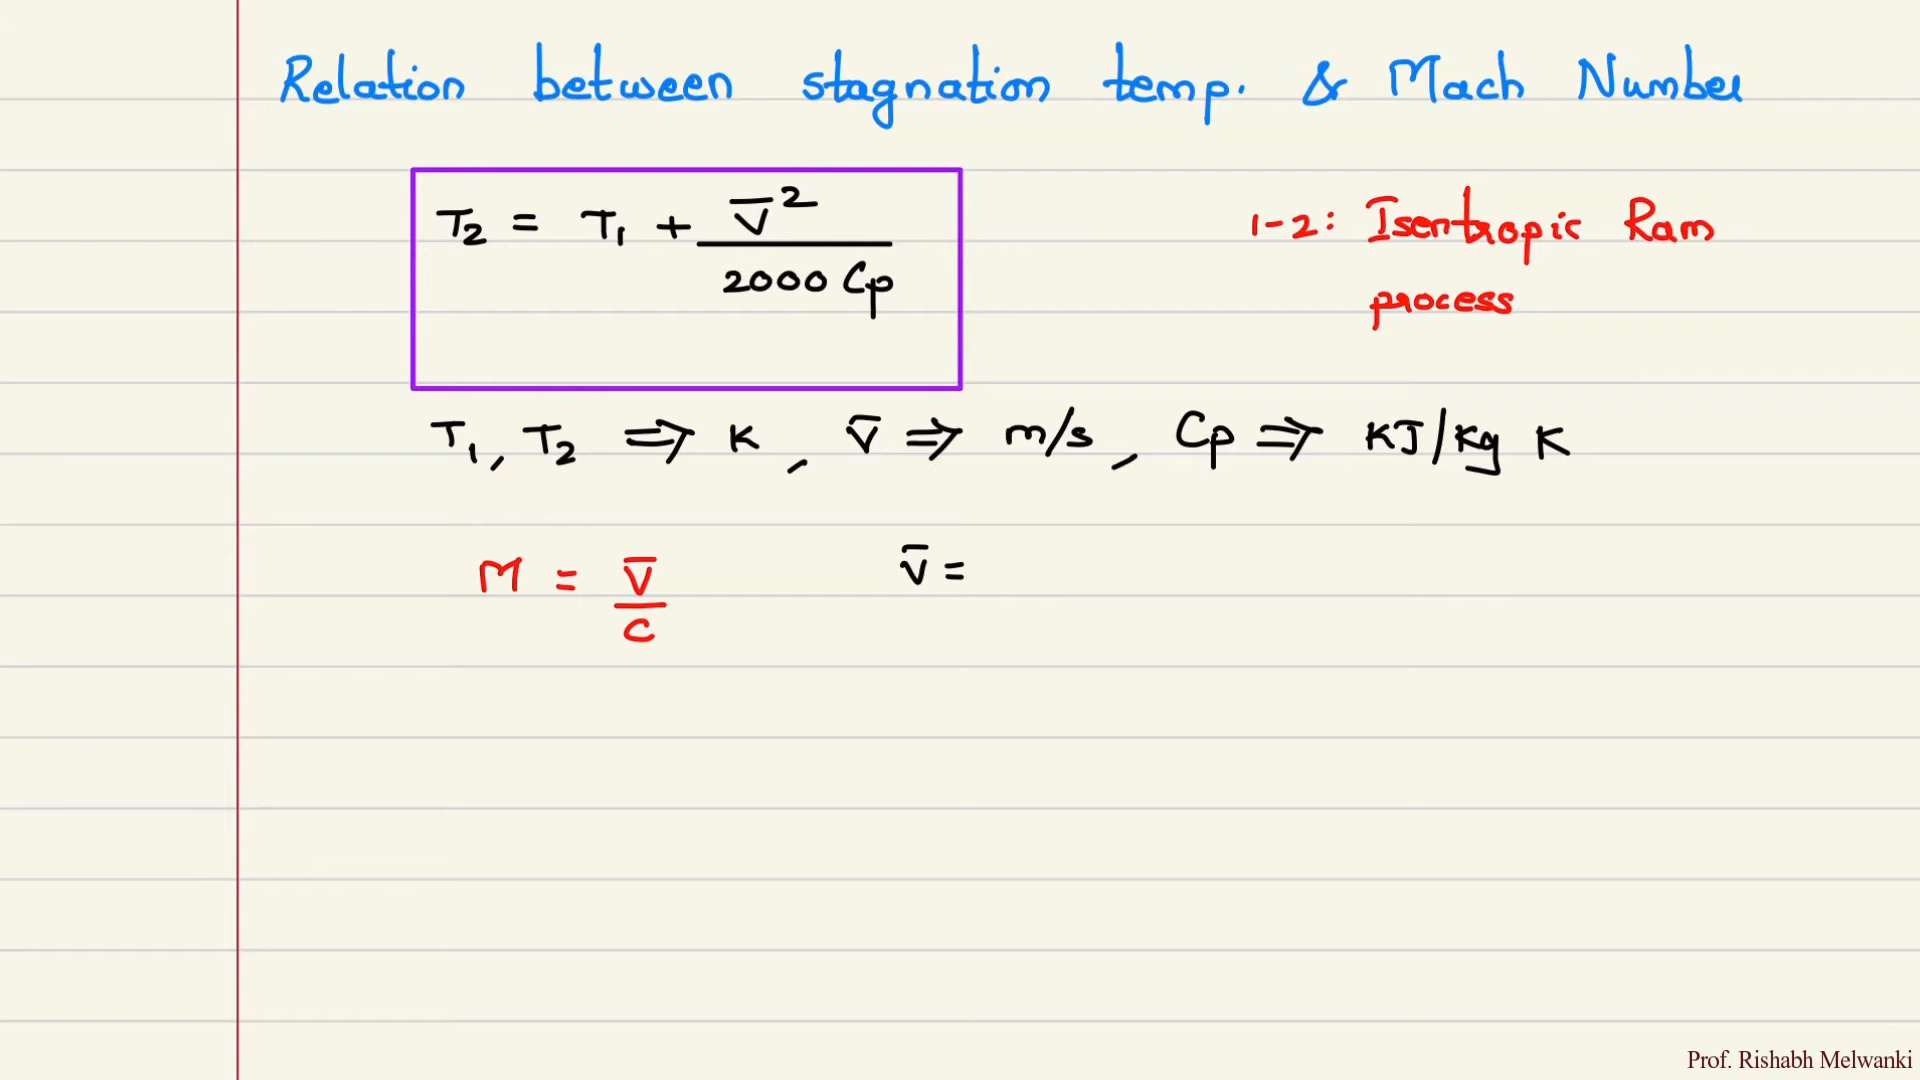 Relation between stagnation temp. & Mach Number
T₂ = T₁ + V̄² / 2000 Cp
1-2: Isentropic Ram
process
T₁, T₂ ⇒ K, V̄ ⇒ m/s, Cp ⇒ KJ/Kg K
M = V̄ / C
V̄ =
Prof. Rishabh Melwanki